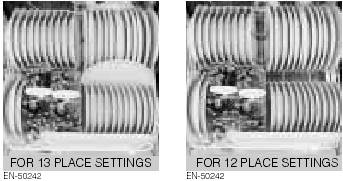 FOR 13 PLACE SETTINGS
EN-50242
FOR 12 PLACE SETTINGS
EN-50242